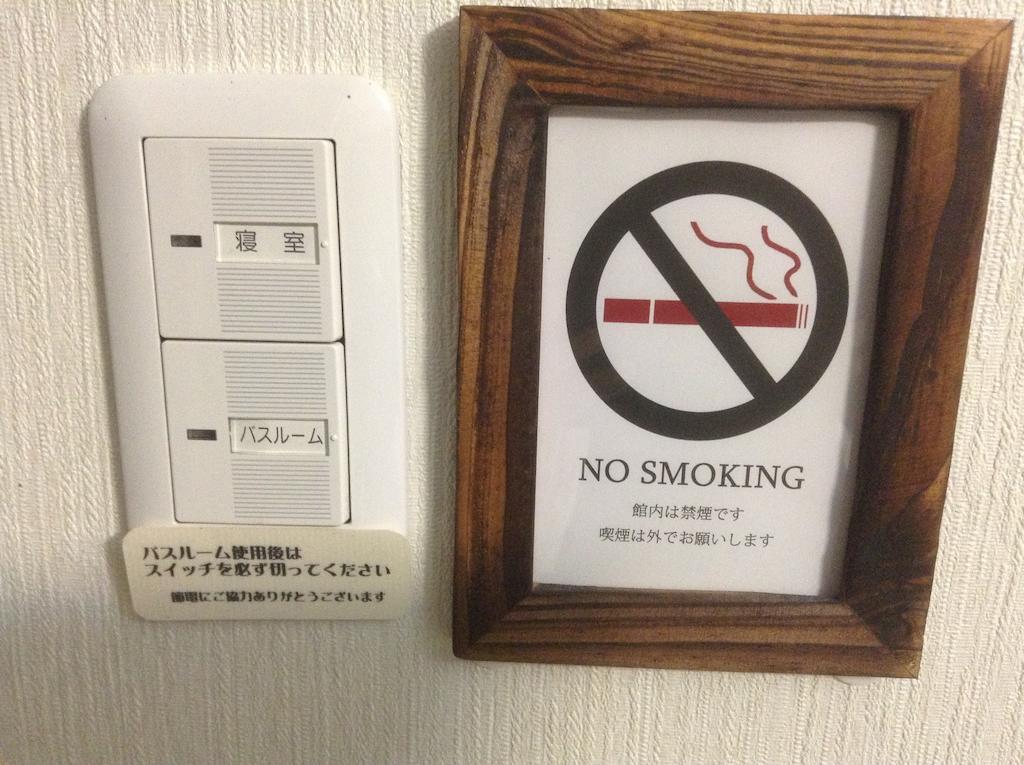 寝室
バスルーム
バスルーム使用後は
スイッチを必ず切ってください
節電にご協力ありがとうございます
NO SMOKING
館内は禁煙です
喫煙は外でお願いします